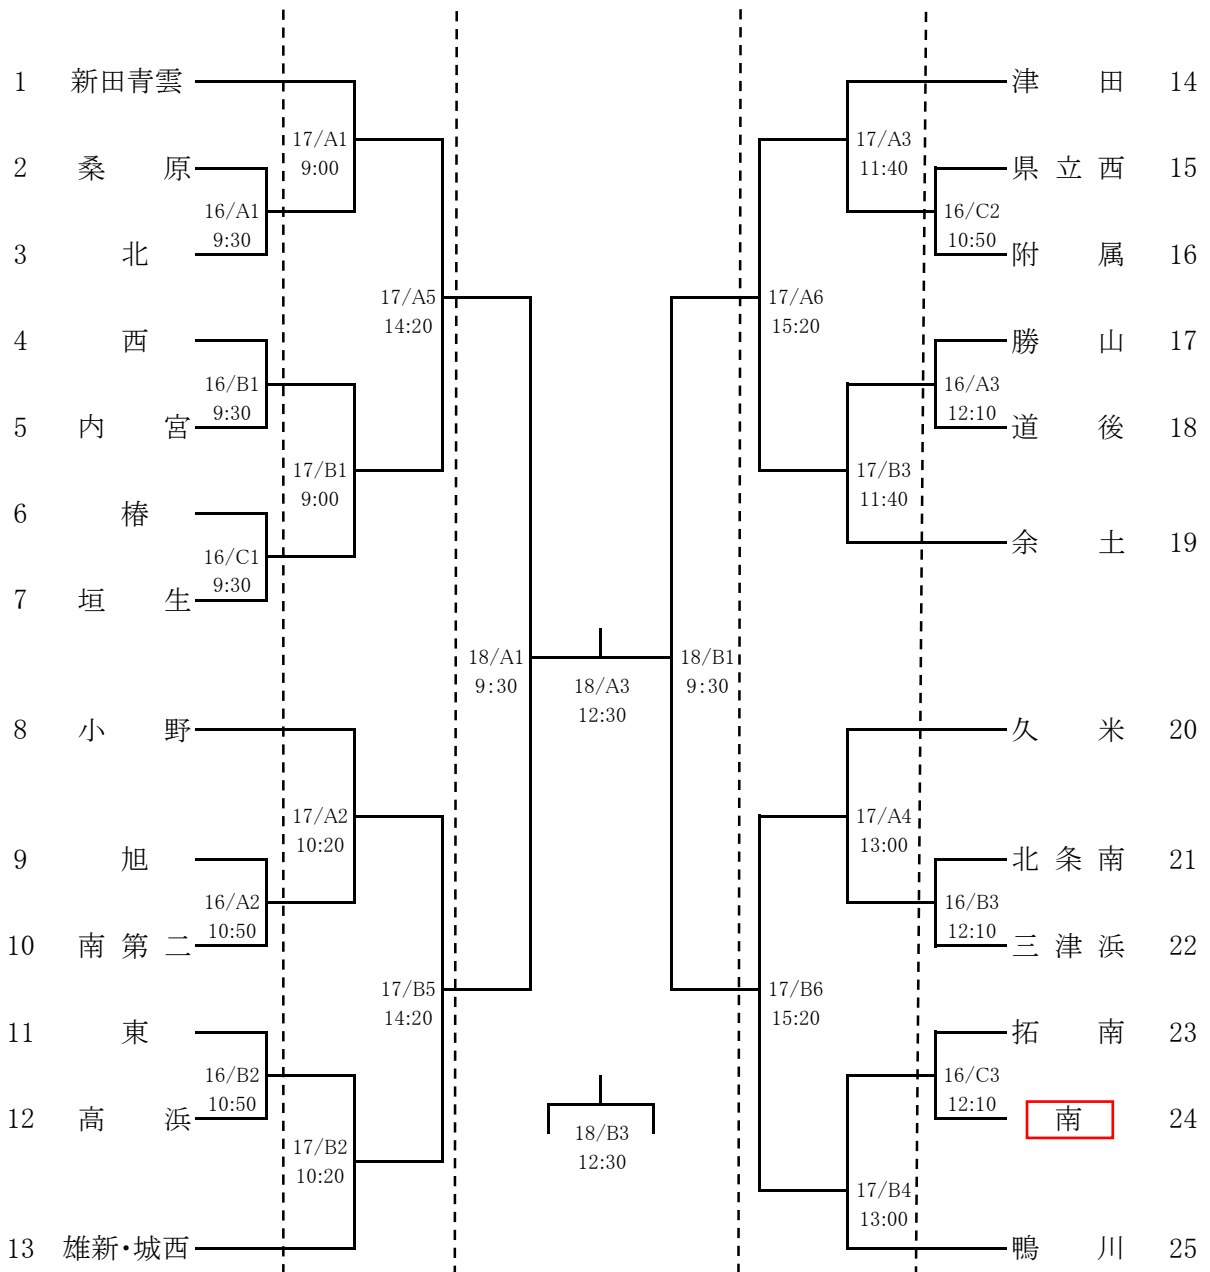 1 新田青雲
17/A1
9:00
2 桑 原
16/A1
9:30
3 北
17/A5
14:20
4 西
16/B1
9:30
5 内 宮
17/B1
9:00
6 椿
16/C1
9:30
7 垣 生
18/A1
9:30
8 小 野
17/A2
10:20
9 旭
16/A2
10:50
10 南 第 二
17/B5
14:20
11 東
16/B2
10:50
12 高 浜
17/B2
10:20
13 雄新・城西
18/A3
12:30
18/B3
12:30
津 田 14
17/A3
11:40
県 立 西 15
16/C2
10:50
附 属 16
17/A6
15:20
勝 山 17
16/A3
12:10
道 後 18
17/B3
11:40
余 土 19
18/B1
9:30
久 米 20
17/A4
13:00
北 条 南 21
16/B3
12:10
三 津 浜 22
17/B6
15:20
拓 南 23
16/C3
12:10
南 24
17/B4
13:00
鴨 川 25